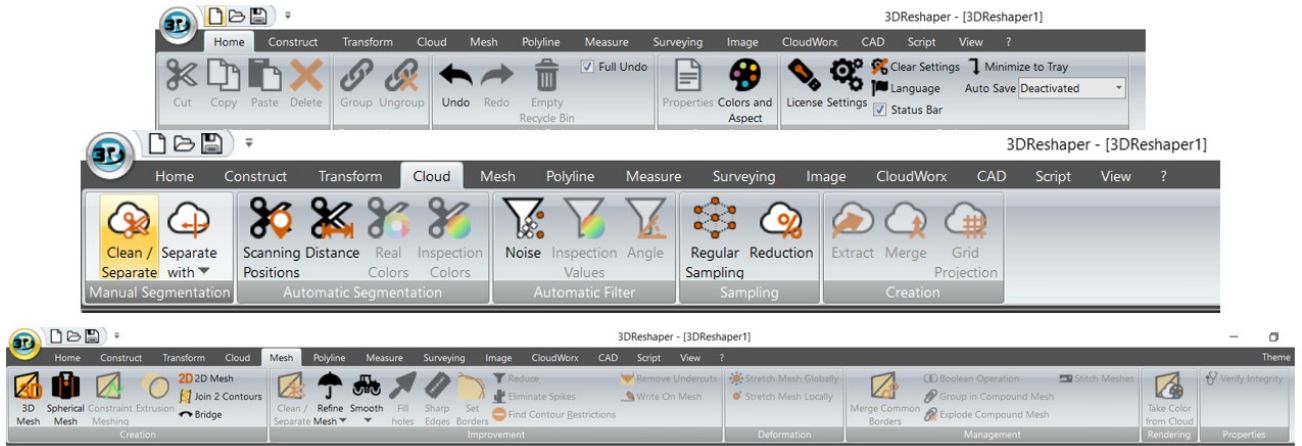 3DR 3DReshaper - [3DReshaper1]
Home Construct Transform Cloud Mesh Polyline Measure Surveying Image CloudWorx CAD Script View ?
Full Undo Clear Settings Minimize to Tray
Language Auto Save Deactivated
Cut Copy Paste Delete Group Ungroup Undo Redo Empty Properties Colors and License Settings Status Bar
Recycle Bin Aspect
3DR 3DReshaper - [3DReshaper1]
Home Construct Transform Cloud Mesh Polyline Measure Surveying Image CloudWorx CAD Script View ?
Clean / Separate Scanning Distance Real Inspection Noise Inspection Angle Regular Reduction Extract Merge Grid
Separate with Positions Colors Colors Values Sampling Projection
Manual Segmentation Automatic Segmentation Automatic Filter Sampling Creation
3DR 3DReshaper - [3DReshaper1]
Home Construct Transform Cloud Mesh Polyline Measure Surveying Image CloudWorx CAD Script View ? Theme
3D 2D 2D Mesh Reduce Remove Undercuts Stretch Mesh Globally Boolean Operation Stitch Meshes Verify Integrity
Join 2 Contours Eliminate Spikes Write On Mesh Stretch Mesh Locally Group in Compound Mesh
3D Spherical Constraint Extrusion Bridge Clean / Refine Smooth Fill Sharp Set Find Contour Restrictions Merge Common Explode Compound Mesh Take Color
Mesh Mesh Meshing Separate Mesh holes Edges Borders Borders from Cloud
Creation Improvement Deformation Management Rendering Properties